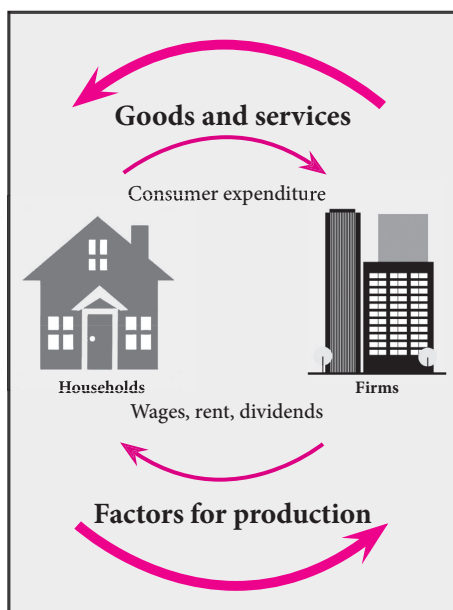 Goods and services
Consumer expenditure
Households
Firms
Wages, rent, dividends
Factors for production